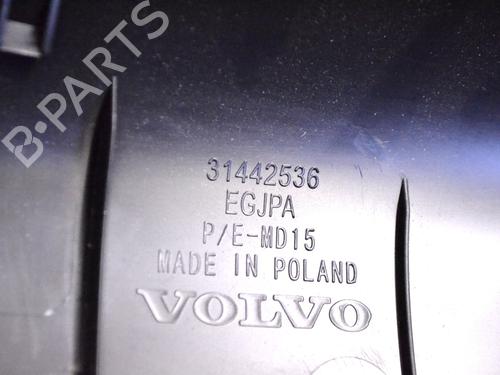 B-PARTS
31442536
EGJPA
P/E-MD15
MADE IN POLAND
VOLVO